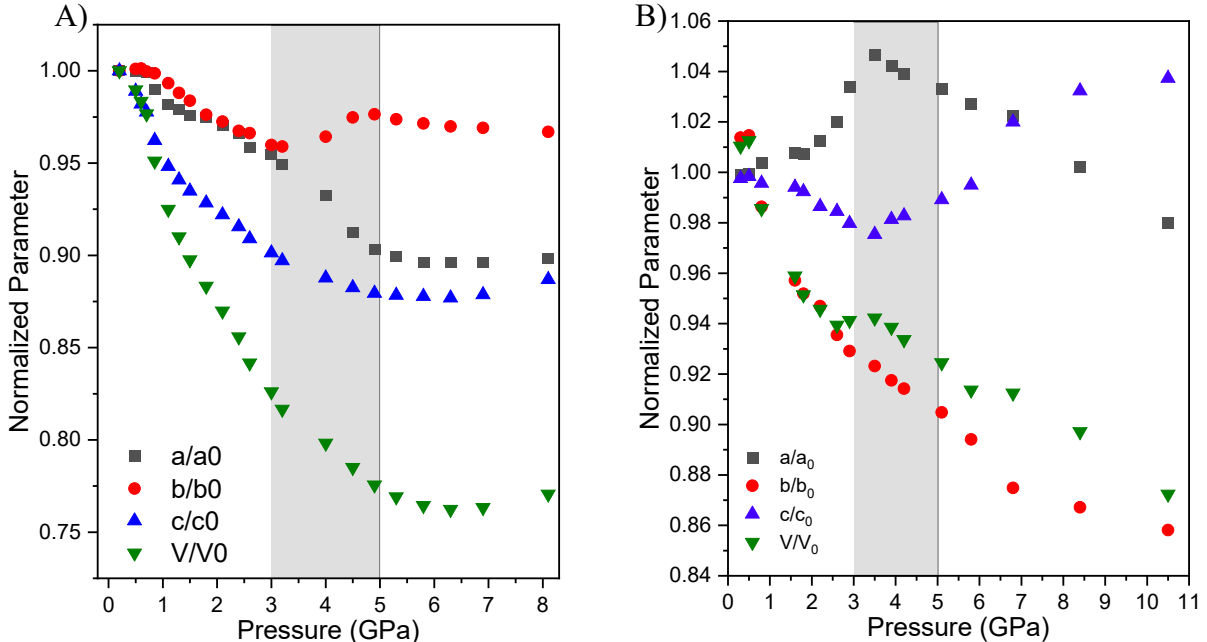 A)
Normalized Parameter
1.00
0.95
0.90
0.85
0.80
0.75
a/a0
b/b0
c/c0
V/V0
0 1 2 3 4 5 6 7 8
Pressure (GPa)
B)
Normalized Parameter
1.06
1.04
1.02
1.00
0.98
0.96
0.94
0.92
0.90
0.88
0.86
0.84
a/a₀
b/b₀
c/c₀
V/V₀
0 1 2 3 4 5 6 7 8 9 10 11
Pressure (GPa)